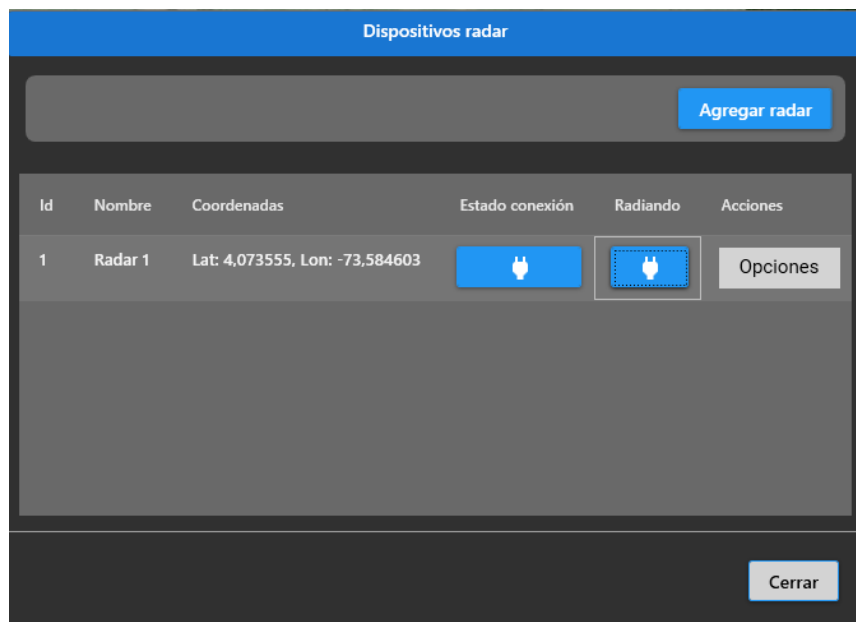 Dispositivos radar
Agregar radar
Id Nombre Coordenadas Estado conexión Radiando Acciones
1 Radar 1 Lat: 4,073555, Lon: -73,584603 Opciones
Cerrar